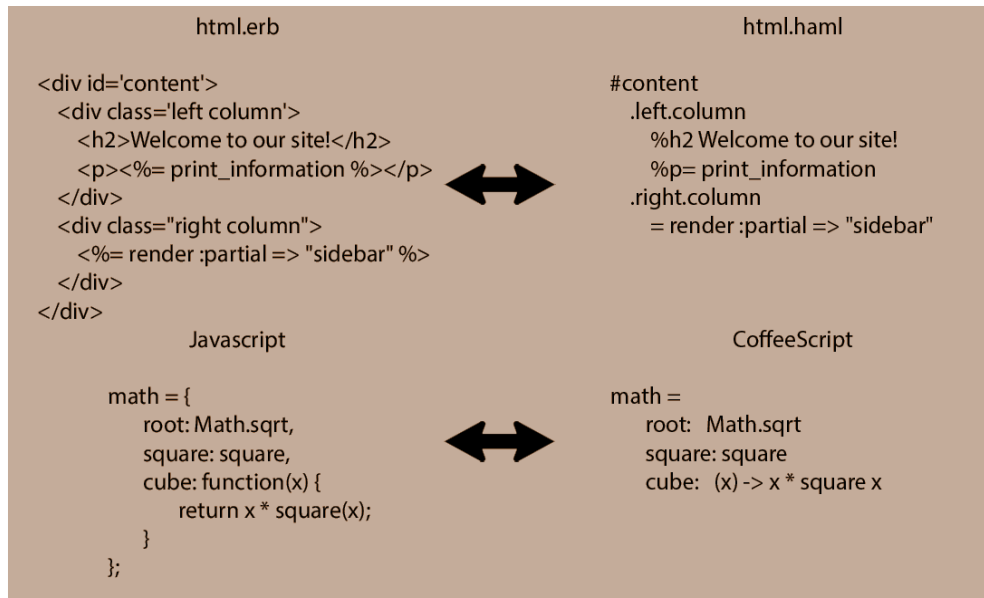 html.erb
<div id='content'>
<div class='left column'>
<h2>Welcome to our site!</h2>
<p><%= print_information %></p>
</div>
<div class="right column">
<%= render :partial => "sidebar" %>
</div>
</div>
html.haml
#content
.left.column
%h2 Welcome to our site!
%p= print_information
.right.column
= render :partial => "sidebar"
Javascript
math = {
root: Math.sqrt,
square: square,
cube: function(x) {
return x * square(x);
}
};
CoffeeScript
math =
root: Math.sqrt
square: square
cube: (x) -> x * square x